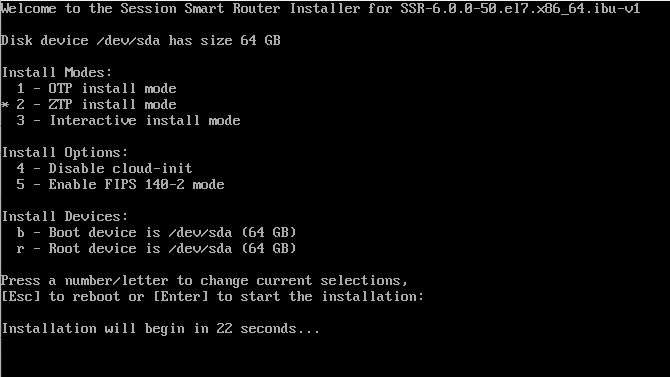 Welcome to the Session Smart Router Installer for SSR-6.0.0-50.el7.x86_64.ibu-v1
Disk device /dev/sda has size 64 GB
Install Modes:
1 - OTP install mode
* 2 - ZTP install mode
3 - Interactive install mode
Install Options:
4 - Disable cloud-init
5 - Enable FIPS 140-2 mode
Install Devices:
b - Boot device is /dev/sda (64 GB)
r - Root device is /dev/sda (64 GB)
Press a number/letter to change current selections,
[Esc] to reboot or [Enter] to start the installation:
Installation will begin in 22 seconds...